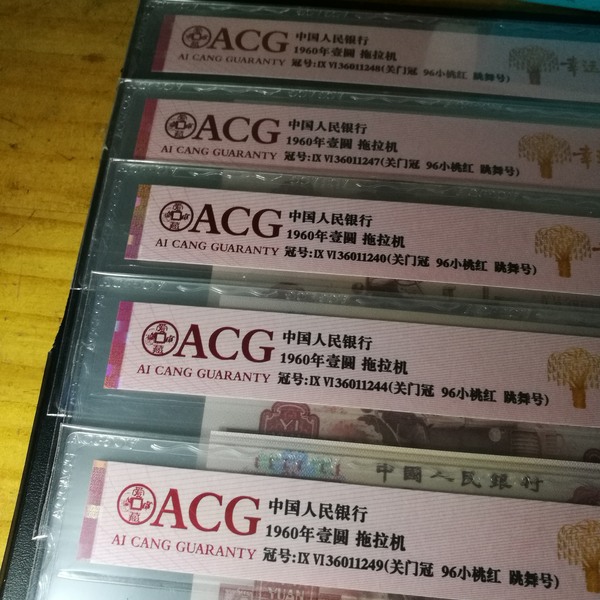 ACG
中国人民银行
1960年壹圆 拖拉机
AI CANG GUARANTY
冠号:IX VI36011248(关门冠 96小桃红 跳舞号)
幸运
ACG
中国人民银行
1960年壹圆 拖拉机
AI CANG GUARANTY
冠号:IX VI36011247(关门冠 96小桃红 跳舞号)
幸运
ACG
中国人民银行
1960年壹圆 拖拉机
AI CANG GUARANTY
冠号:IX VI36011240(关门冠 96小桃红 跳舞号)
ACG
中国人民银行
1960年壹圆 拖拉机
AI CANG GUARANTY
冠号:IX VI36011244(关门冠 96小桃红 跳舞号)
YI
中國人民銀行
ACG
中国人民银行
1960年壹圆 拖拉机
AI CANG GUARANTY
冠号:IX VI36011249(关门冠 96小桃红 跳舞号)
YUAN